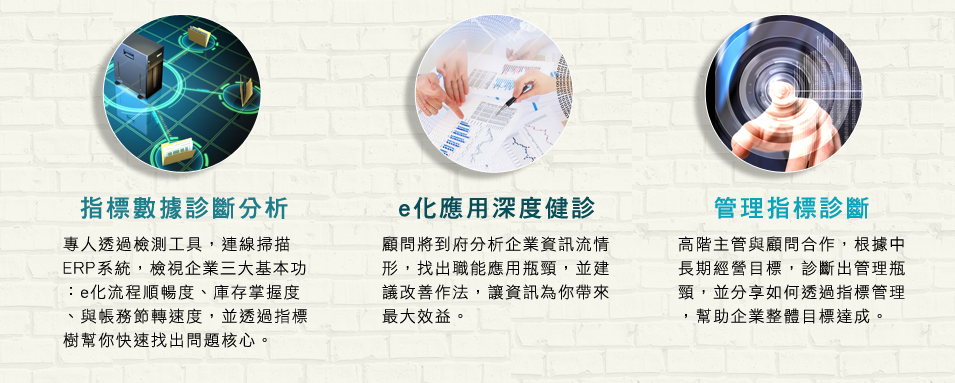 指標數據診斷分析
專人透過檢測工具，連線掃描
ERP系統，檢視企業三大基本功
：e化流程順暢度、庫存掌握度
、與帳務節轉速度，並透過指標
樹幫你快速找出問題核心。
e化應用深度健診
顧問將到府分析企業資訊流情
形，找出職能應用瓶頸，並建
議改善作法，讓資訊為你帶來
最大效益。
管理指標診斷
高階主管與顧問合作，根據中
長期經營目標，診斷出管理瓶
頸，並分享如何透過指標管理
，幫助企業整體目標達成。